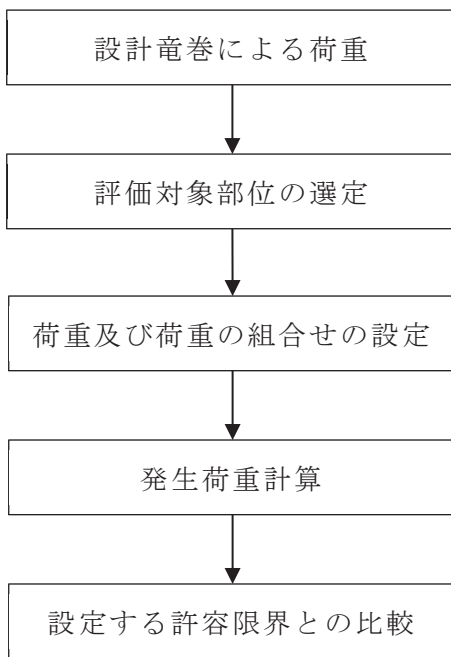 設計竜巻による荷重
評価対象部位の選定
荷重及び荷重の組合せの設定
発生荷重計算
設定する許容限界との比較